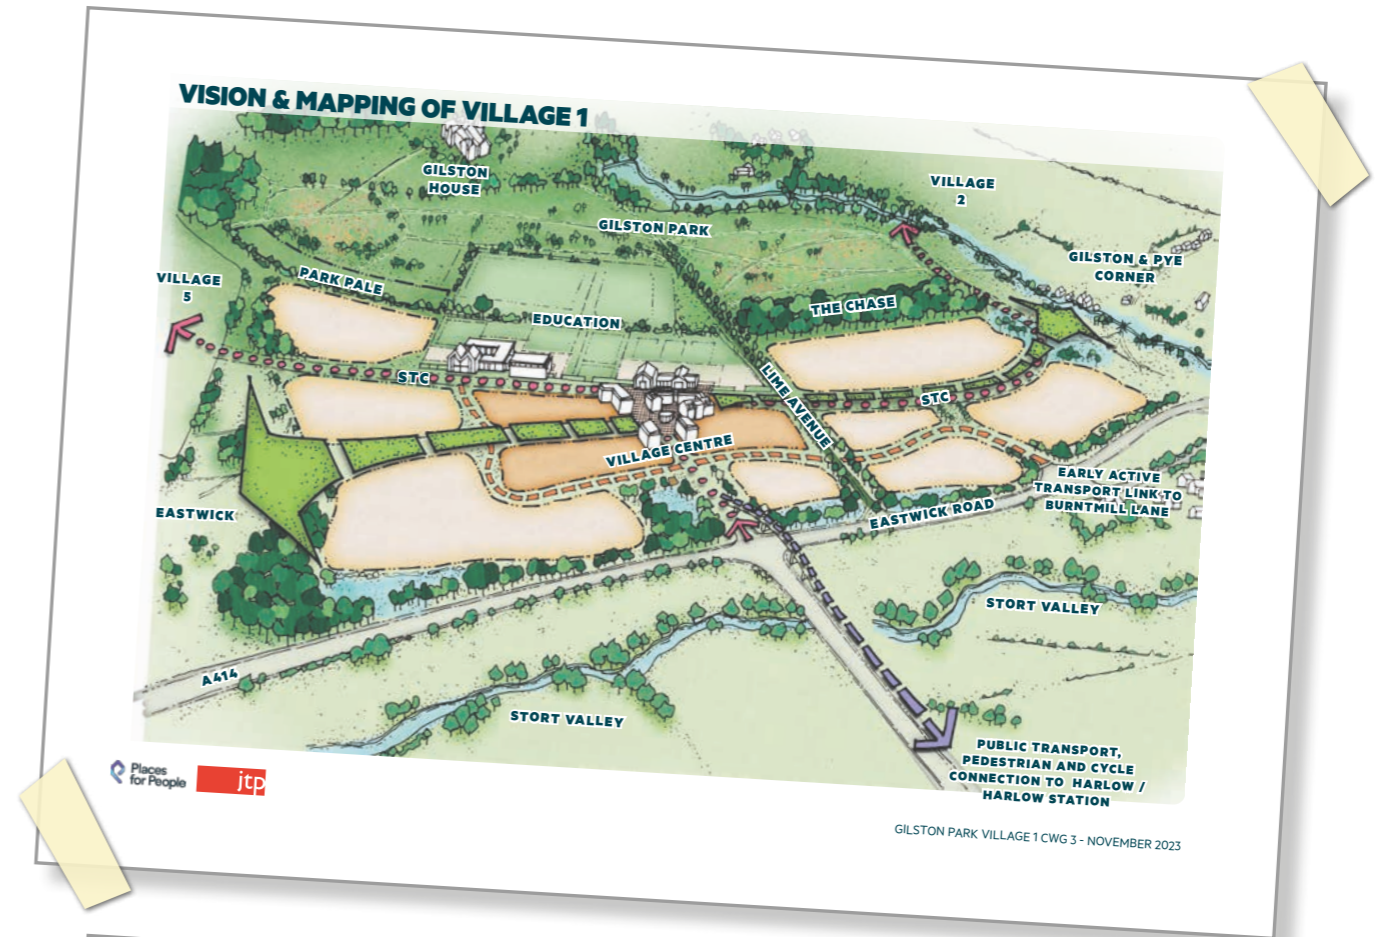 VISION & MAPPING OF VILLAGE 1
GILSTON
HOUSE
VILLAGE
2
GILSTON PARK
GILSTON & PYE
CORNER
VILLAGE
5
PARK PALE
THE CHASE
EDUCATION
STC
LIME AVENUE
STC
VILLAGE CENTRE
EARLY ACTIVE
TRANSPORT LINK TO
BURNTMILL LANE
EASTWICK
EASTWICK ROAD
STORT VALLEY
A414
STORT VALLEY
PUBLIC TRANSPORT,
PEDESTRIAN AND CYCLE
CONNECTION TO HARLOW /
HARLOW STATION
Places
for People
jtp
GILSTON PARK VILLAGE 1 CWG 3 - NOVEMBER 2023